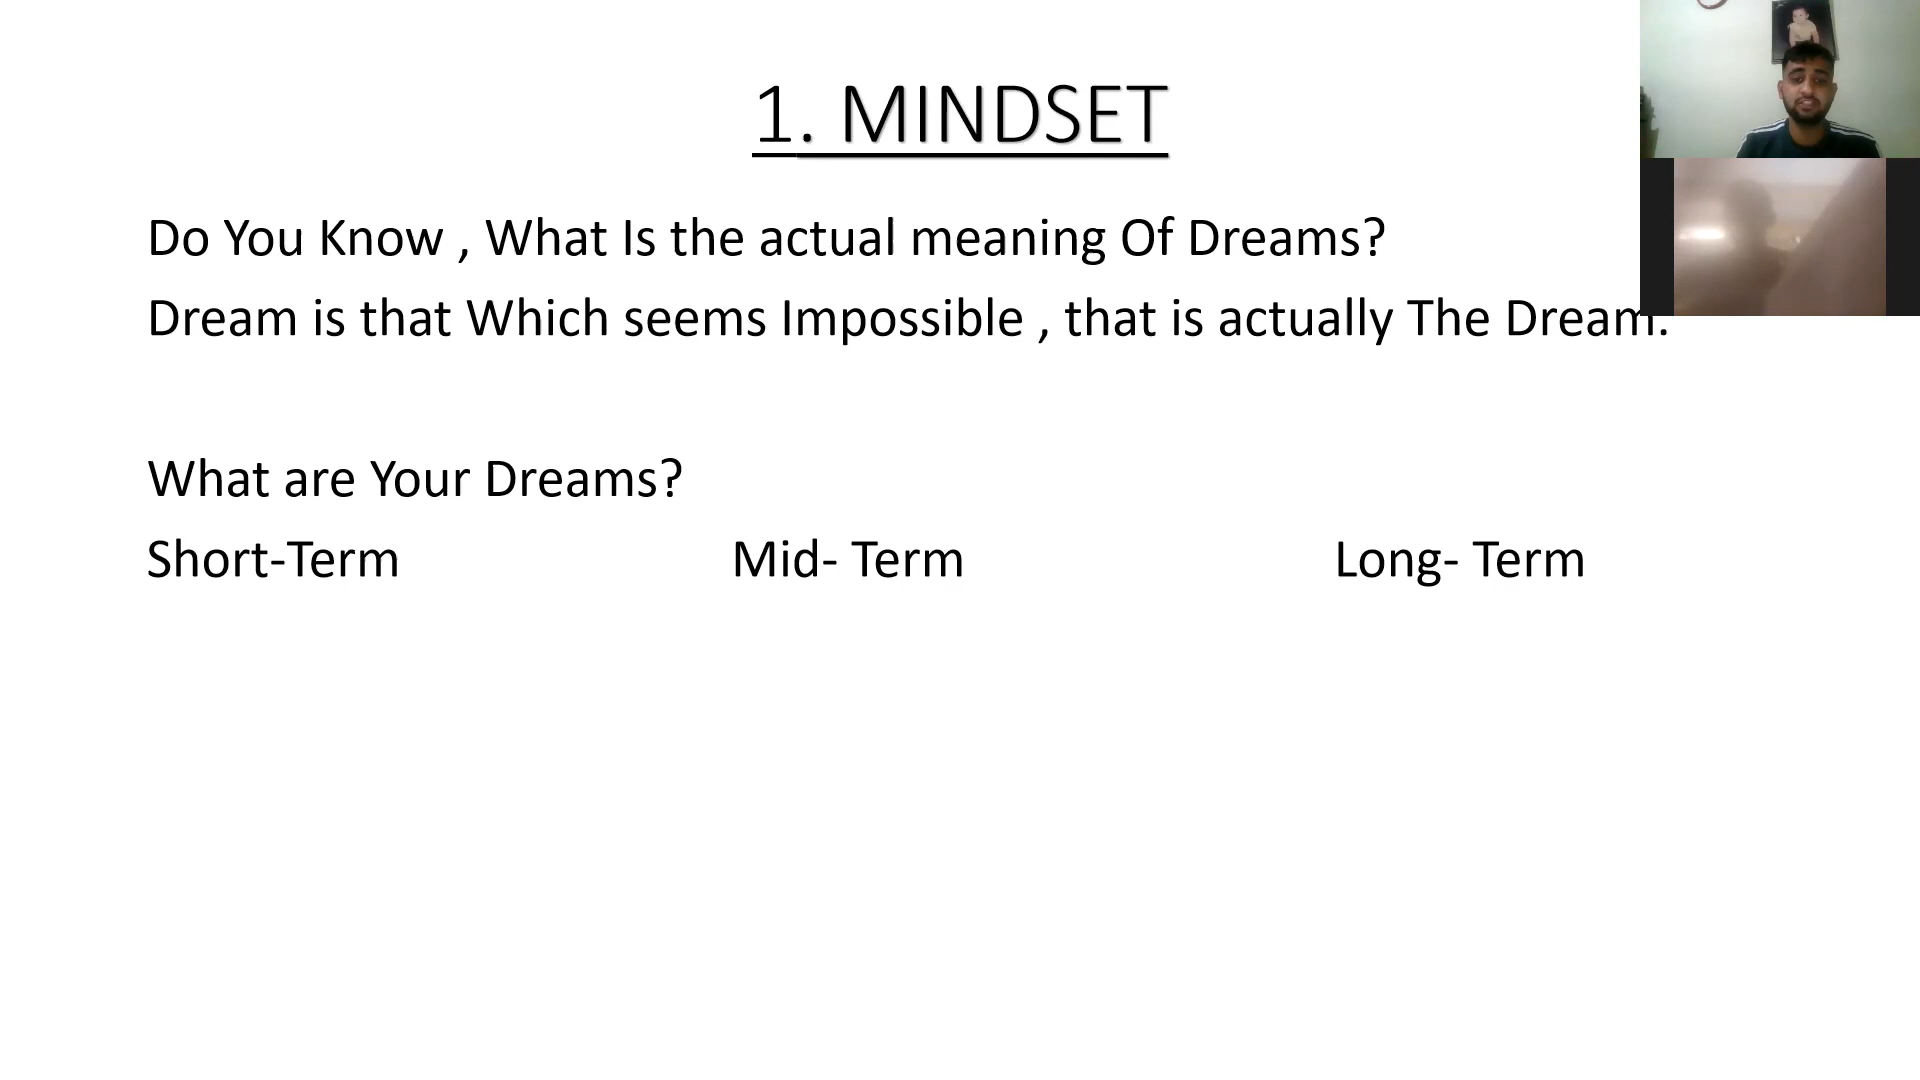 1. MINDSET
Do You Know , What Is the actual meaning Of Dreams?
Dream is that Which seems Impossible , that is actually The Dream.
What are Your Dreams?
Short-Term Mid- Term Long- Term